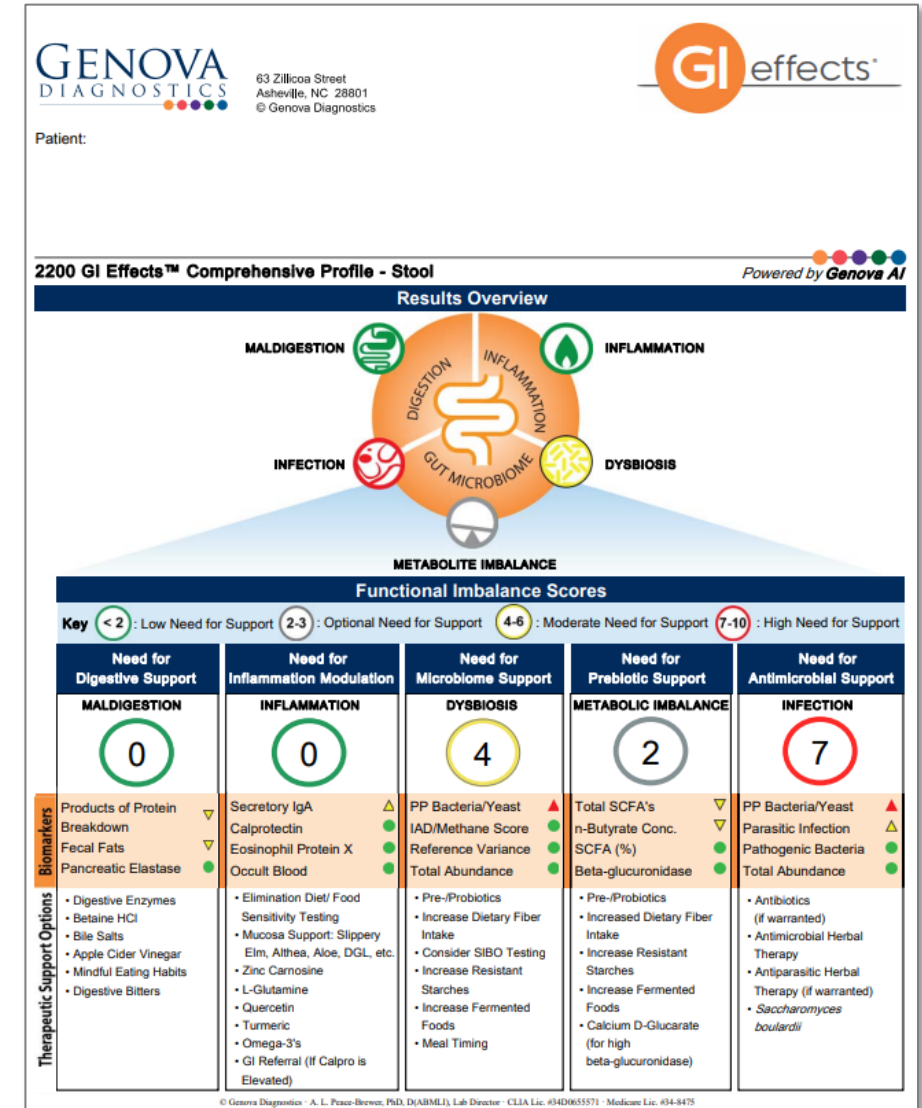 GENOVA
DIAGNOSTICS
63 Zillicoa Street
Asheville, NC 28801
© Genova Diagnostics
GI effects
Patient:
2200 GI Effects™ Comprehensive Profile - Stool
Powered by Genova AI
Results Overview
MALDIGESTION
INFLAMMATION
DIGESTION
INFLAMMATION
GUT MICROBIOME
INFECTION
DYSBIOSIS
METABOLITE IMBALANCE
Functional Imbalance Scores
Key < 2 : Low Need for Support 2-3 : Optional Need for Support 4-6 : Moderate Need for Support 7-10 : High Need for Support
Need for
Digestive Support
MALDIGESTION
0
Need for
Inflammation Modulation
INFLAMMATION
0
Need for
Microbiome Support
DYSBIOSIS
4
Need for
Prebiotic Support
METABOLIC IMBALANCE
2
Need for
Antimicrobial Support
INFECTION
7
Biomarkers
Products of Protein
Breakdown
Fecal Fats
Pancreatic Elastase
Secretory IgA
Calprotectin
Eosinophil Protein X
Occult Blood
PP Bacteria/Yeast
IAD/Methane Score
Reference Variance
Total Abundance
Total SCFA's
n-Butyrate Conc.
SCFA (%)
Beta-glucuronidase
PP Bacteria/Yeast
Parasitic Infection
Pathogenic Bacteria
Total Abundance
Therapeutic Support Options
• Digestive Enzymes
• Betaine HCl
• Bile Salts
• Apple Cider Vinegar
• Mindful Eating Habits
• Digestive Bitters
• Elimination Diet/ Food
Sensitivity Testing
• Mucosa Support: Slippery
Elm, Althea, Aloe, DGL, etc.
• Zinc Carnosine
• L-Glutamine
• Quercetin
• Turmeric
• Omega-3's
• GI Referral (If Calpro is
Elevated)
• Pre-/Probiotics
• Increase Dietary Fiber
Intake
• Consider SIBO Testing
• Increase Resistant
Starches
• Increase Fermented
Foods
• Meal Timing
• Pre-/Probiotics
• Increased Dietary Fiber
Intake
• Increase Resistant
Starches
• Increase Fermented
Foods
• Calcium D-Glucarate
(for high
beta-glucuronidase)
• Antibiotics
(if warranted)
• Antimicrobial Herbal
Therapy
• Antiparasitic Herbal
Therapy (if warranted)
• Saccharomyces
boulardii
© Genova Diagnostics · A. L. Peace-Brewer, PhD, D(ABMLI), Lab Director · CLIA Lic. #34D0655571 · Medicare Lic. #34-8475